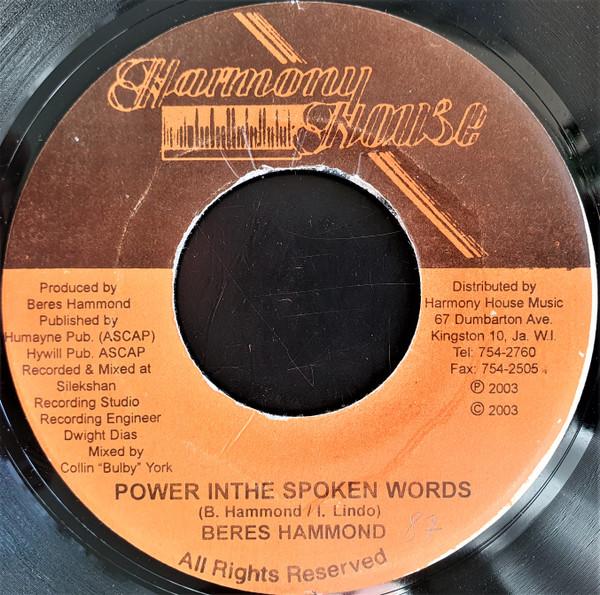 Harmony
House
Produced by
Beres Hammond
Published by
Humayne Pub. (ASCAP)
Hywill Pub. ASCAP
Recorded & Mixed at
Silekshan
Recording Studio
Recording Engineer
Dwight Dias
Mixed by
Collin "Bulby" York
Distributed by
Harmony House Music
67 Dumbarton Ave.
Kingston 10, Ja. W.I.
Tel: 754-2760
Fax: 754-2505
℗ 2003
© 2003
POWER INTHE SPOKEN WORDS
(B. Hammond / I. Lindo)
BERES HAMMOND
All Rights Reserved